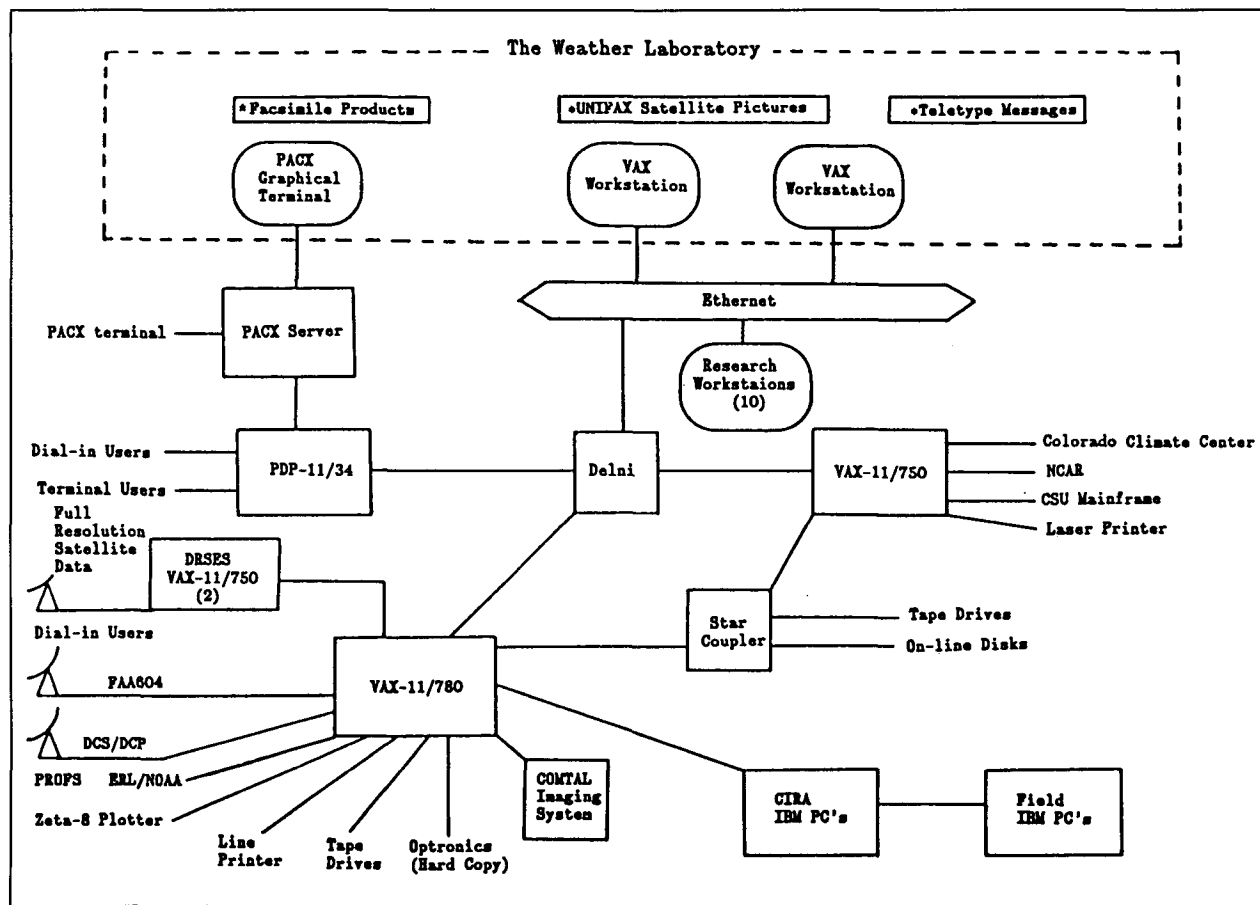 The Weather Laboratory
*Facsimile Products
•UNIFAX Satellite Pictures
•Teletype Messages
PACX
Graphical
Terminal
VAX
Workstation
VAX
Worksatation
Ethernet
PACX terminal
PACX Server
Research
Workstaions
(10)
Dial-in Users
Terminal Users
PDP-11/34
Delni
VAX-11/750
Colorado Climate Center
NCAR
CSU Mainframe
Laser Printer
Full
Resolution
Satellite
Data
DRSES
VAX-11/750
(2)
Star
Coupler
Tape Drives
On-line Disks
Dial-in Users
FAA604
VAX-11/780
DCS/DCP
PROFS ERL/NOAA
Zeta-8 Plotter
Line
Printer
Tape
Drives
Optronics
(Hard Copy)
COMTAL
Imaging
System
CIRA
IBM PC's
Field
IBM PC's